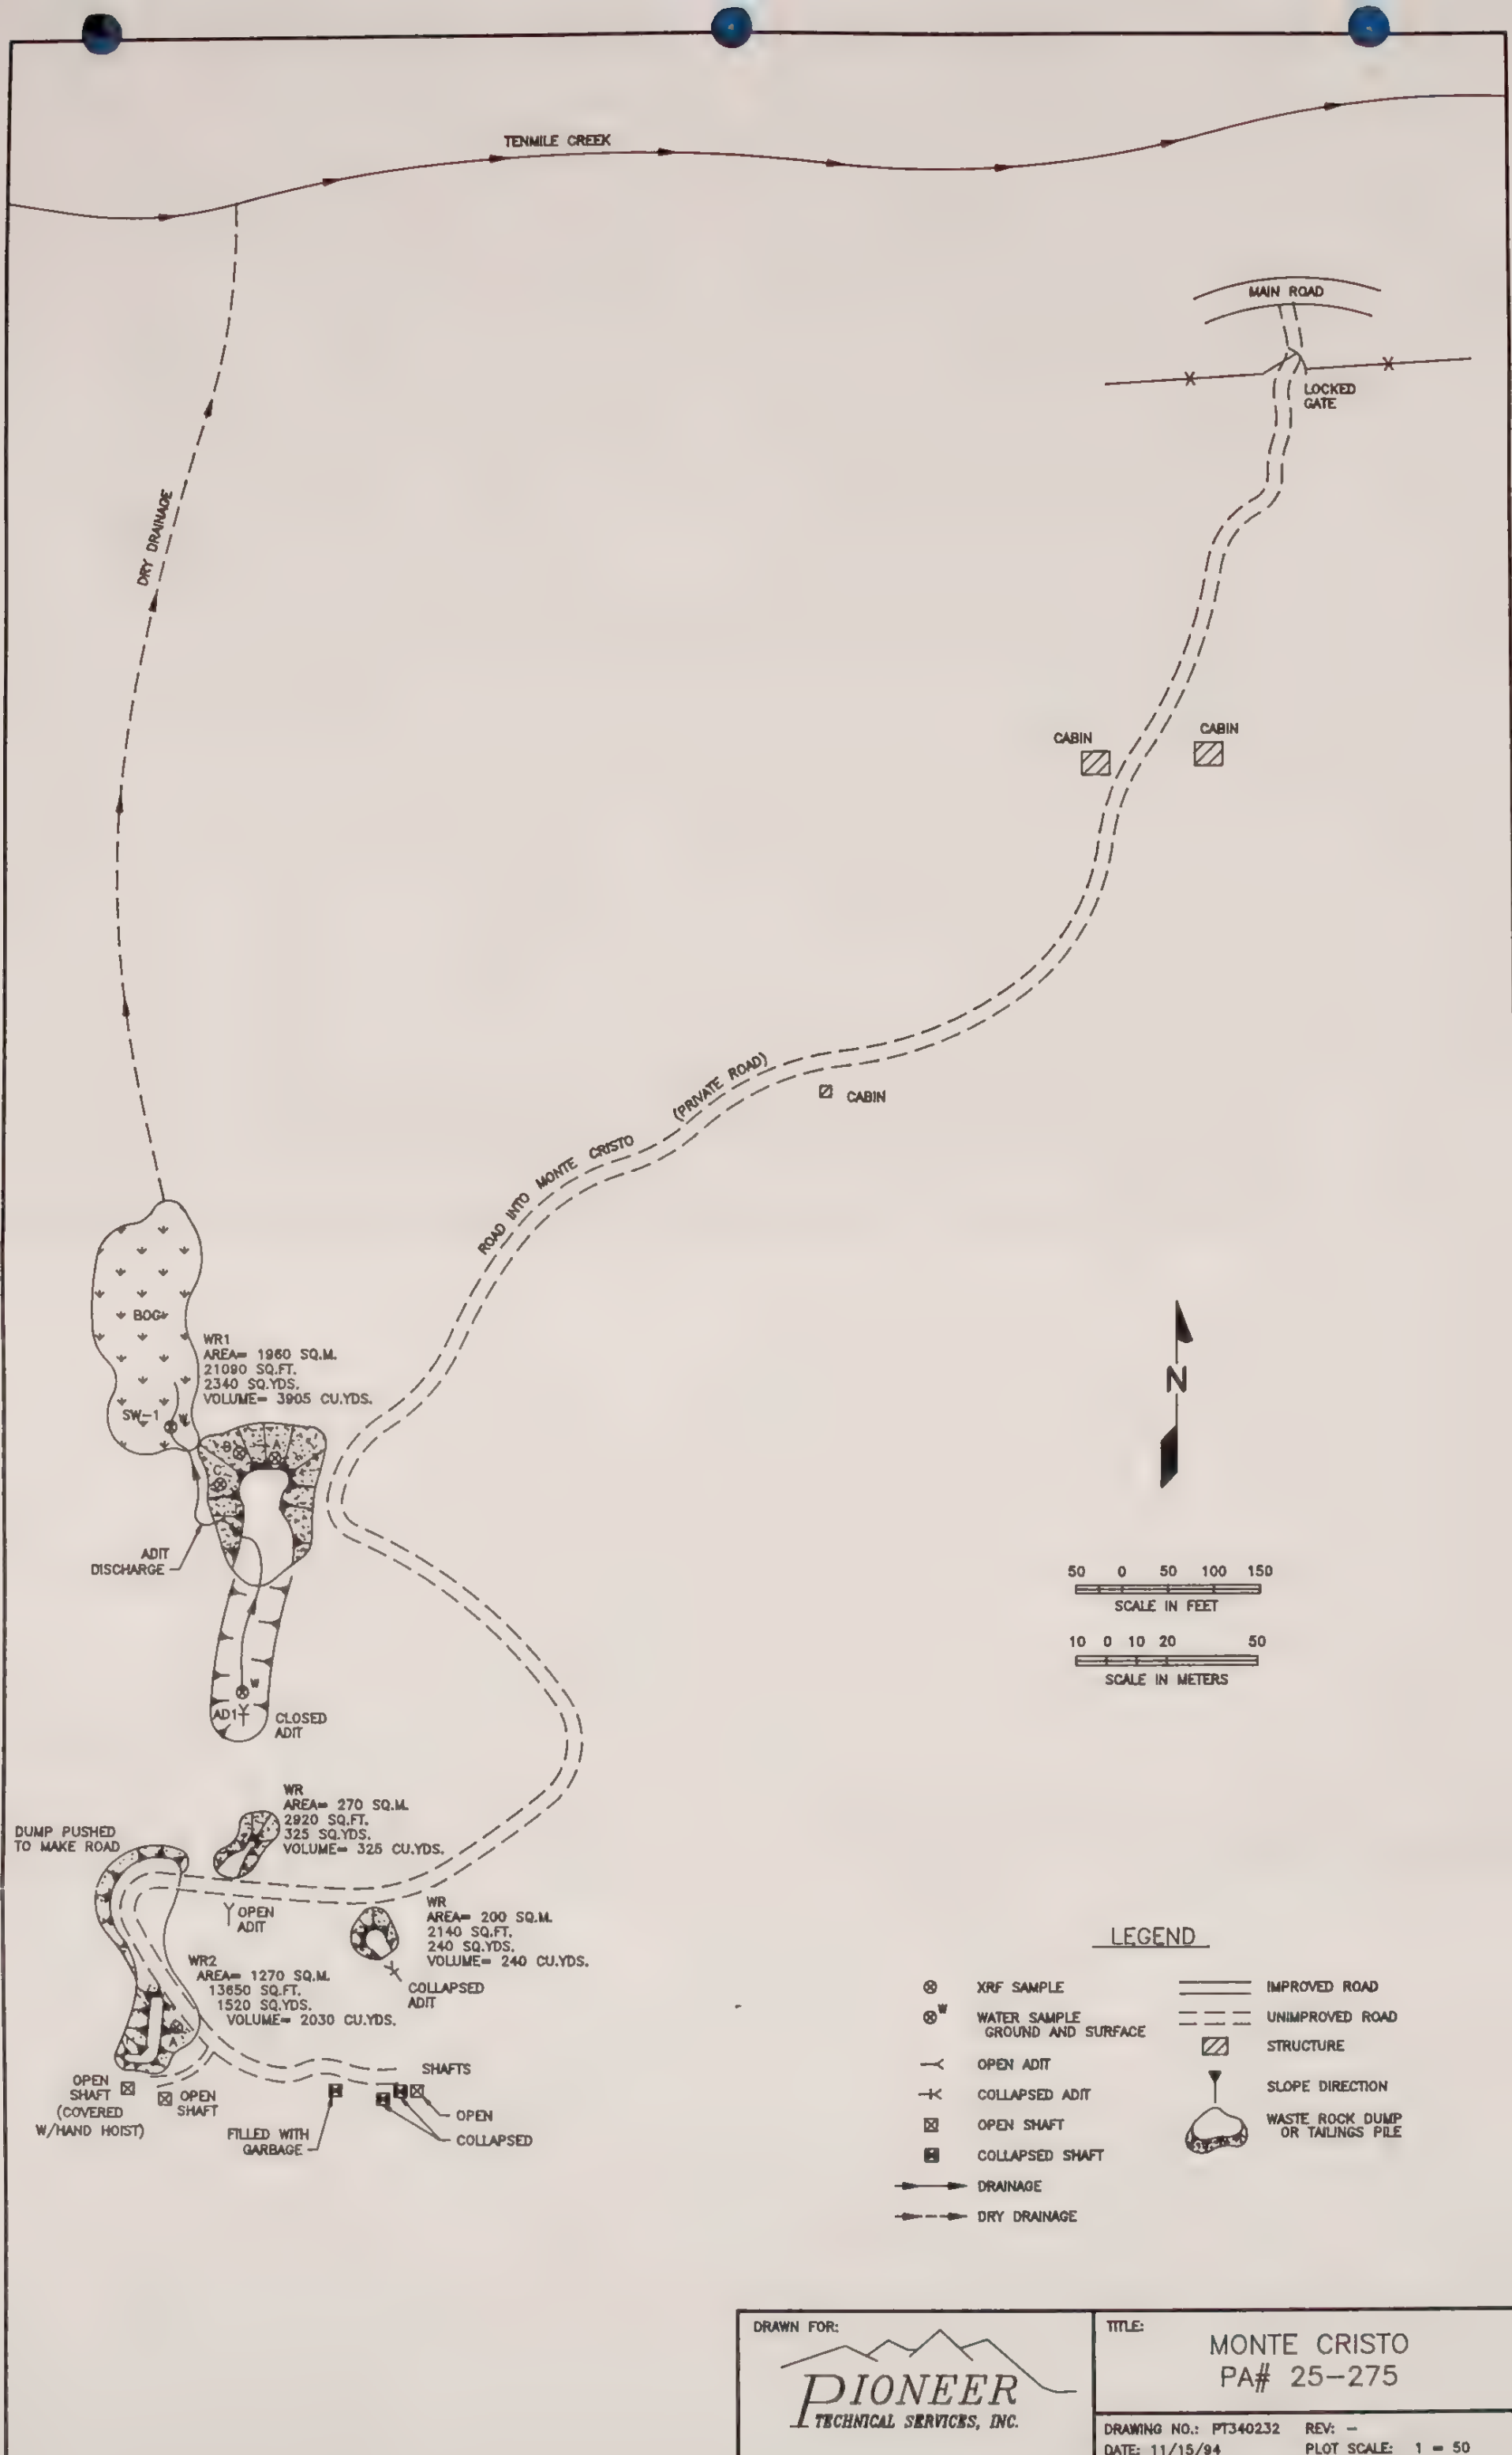 TENMILE CREEK
MAIN ROAD
LOCKED
GATE
DRY DRAINAGE
CABIN
CABIN
(PRIVATE ROAD)
CABIN
ROAD INTO MONTE CRISTO
BOG
WR1
AREA= 1960 SQ.M.
21090 SQ.FT.
2340 SQ.YDS.
VOLUME= 3905 CU.YDS.
SW-1
W
B
A
C
N
ADIT
DISCHARGE
50 0 50 100 150
SCALE IN FEET
10 0 10 20 50
SCALE IN METERS
W
AD1
CLOSED
ADIT
WR
AREA= 270 SQ.M.
2920 SQ.FT.
325 SQ.YDS.
VOLUME= 325 CU.YDS.
DUMP PUSHED
TO MAKE ROAD
OPEN
ADIT
WR
AREA= 200 SQ.M.
2140 SQ.FT.
240 SQ.YDS.
VOLUME= 240 CU.YDS.
COLLAPSED
ADIT
WR2
AREA= 1270 SQ.M.
13650 SQ.FT.
1520 SQ.YDS.
VOLUME= 2030 CU.YDS.
A
SHAFTS
OPEN
SHAFT
(COVERED
W/HAND HOIST)
OPEN
SHAFT
FILLED WITH
GARBAGE
OPEN
COLLAPSED
LEGEND
XRF SAMPLE
W
WATER SAMPLE
GROUND AND SURFACE
OPEN ADIT
COLLAPSED ADIT
OPEN SHAFT
COLLAPSED SHAFT
DRAINAGE
DRY DRAINAGE
IMPROVED ROAD
UNIMPROVED ROAD
STRUCTURE
SLOPE DIRECTION
WASTE ROCK DUMP
OR TAILINGS PILE
DRAWN FOR:
PIONEER
TECHNICAL SERVICES, INC.
TITLE:
MONTE CRISTO
PA# 25-275
DRAWING NO.: PT340232 REV: -
DATE: 11/15/94 PLOT SCALE: 1 = 50